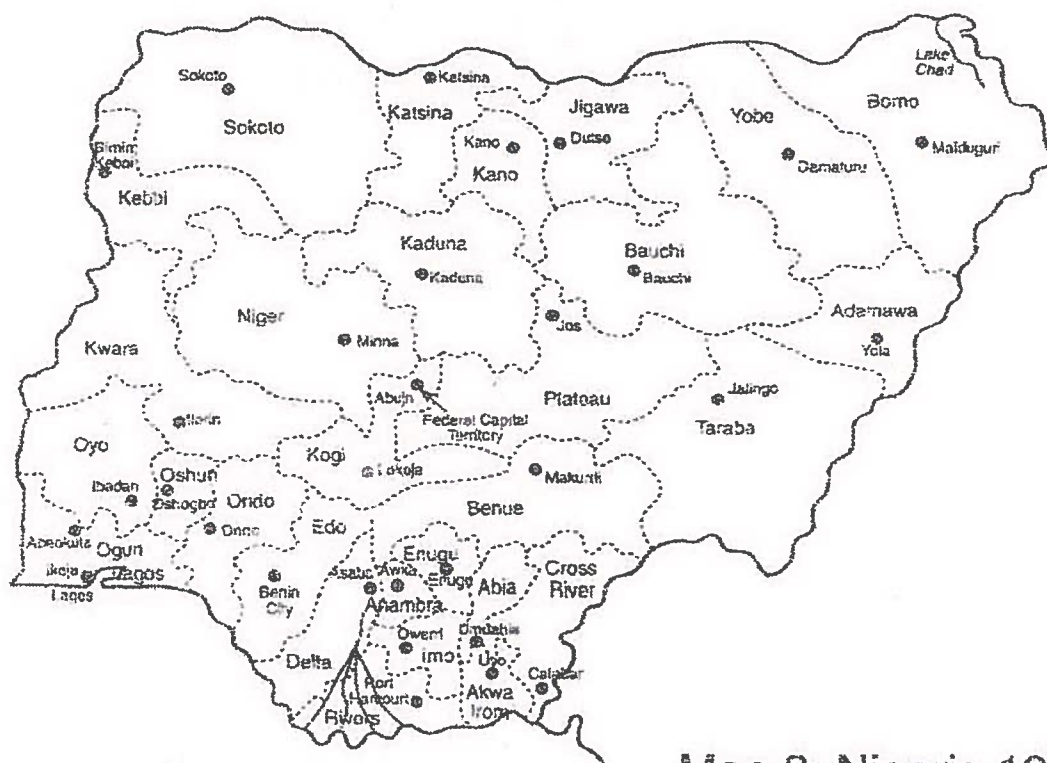 Lake
Chad
Sokoto
Katsina
Sokoto
Katsina
Jigawa
Yobe
Borno
Kano
Dutse
Damaturu
Maiduguri
Kano
Birnin
Kebbi
Kebbi
Kaduna
Kaduna
Bauchi
Bauchi
Niger
Minna
Jos
Adamawa
Yola
Kwara
Abuja
Federal Capital
Territory
Plateau
Jalingo
Taraba
Ilorin
Oyo
Kogi
Lokoja
Makurdi
Oshun
Ibadan
Oshogbo
Ondo
Benue
Edo
Abeokuta
Ogun
Ondo
Enugu
Enugu
Cross
River
Ikeja
Lagos
Lagos
Benin
City
Asaba
Awka
Anambra
Abia
Owerri
Umuahia
Imo
Delta
Uyo
Calabar
Port
Harcourt
Akwa
Rivers